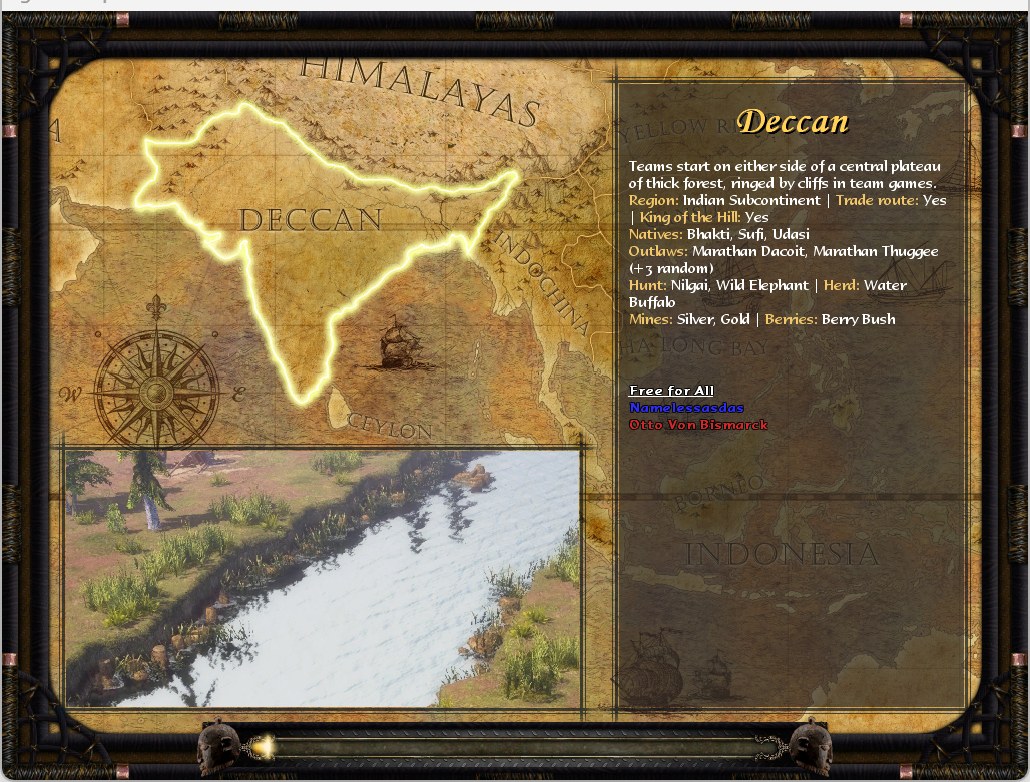 HIMALAYAS
DECCAN
INDOCHINA
CEYLON
W
E
Deccan
YELLOW RI
Teams start on either side of a central plateau
of thick forest, ringed by cliffs in team games.
Region: Indian Subcontinent | Trade route: Yes
| King of the Hill: Yes
Natives: Bhakti, Sufi, Udasi
Outlaws: Marathan Dacoit, Marathan Thuggee
(+3 random)
Hunt: Nilgai, Wild Elephant | Herd: Water
Buffalo
Mines: Silver, Gold | Berries: Berry Bush
HA LONG BAY
Free for All
Namelessasdas
Otto Von Bismarck
BORNEO
INDONESIA